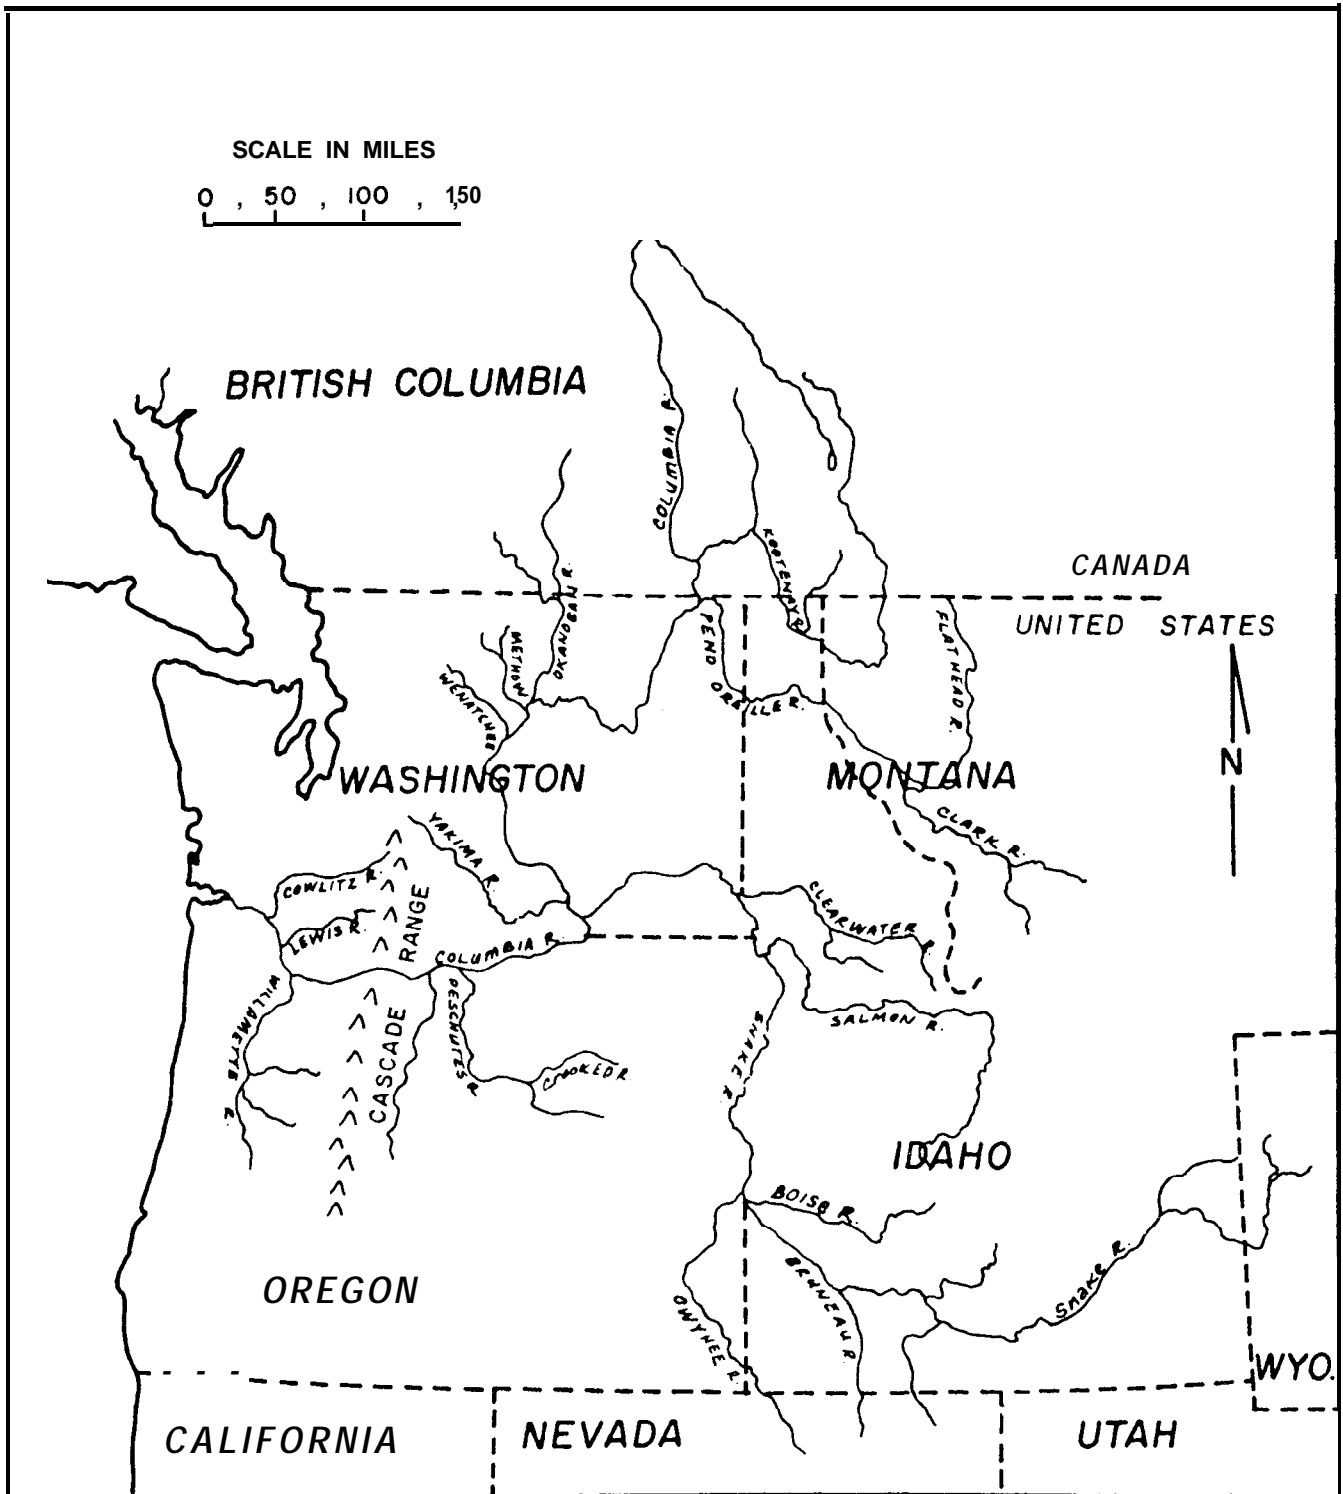 SCALE IN MILES
0 , 50 , 100 , 150
BRITISH COLUMBIA
COLUMBIA R.
KOOTENAY R.
CANADA
UNITED STATES
OKANOGAN R.
METHOW
WENATCHEE
PEND OREILLE R.
FLATHEAD R.
N
WASHINGTON
MONTANA
CLARK R.
YAKIMA R.
COWLITZ R.
LEWIS R.
CASCADE RANGE
COLUMBIA R.
CLEARWATER R.
WILLAMETTE R.
DESCHUTES R.
CROOKED R.
SNAKE R.
SALMON R.
IDAHO
BOISE R.
BRUNEAU R.
OWYHEE R.
Snake R.
OREGON
WYO.
CALIFORNIA
NEVADA
UTAH